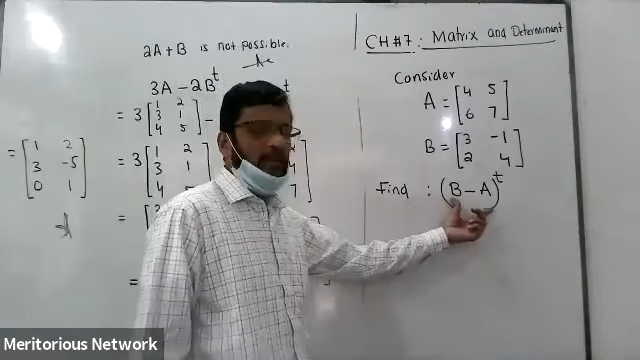 2A + B is not possible.
3A - 2Bᵗ
= 3 [1 2
3 1
4 5] -
= 3 [1 2
3 1
4 5]
=
=
= [1 2
3 -5
0 1]
CH#7 : Matrix and Determinant
Consider
A = [4 5
6 7]
B = [3 -1
2 4]
Find : (B - A)ᵗ
Meritorious Network